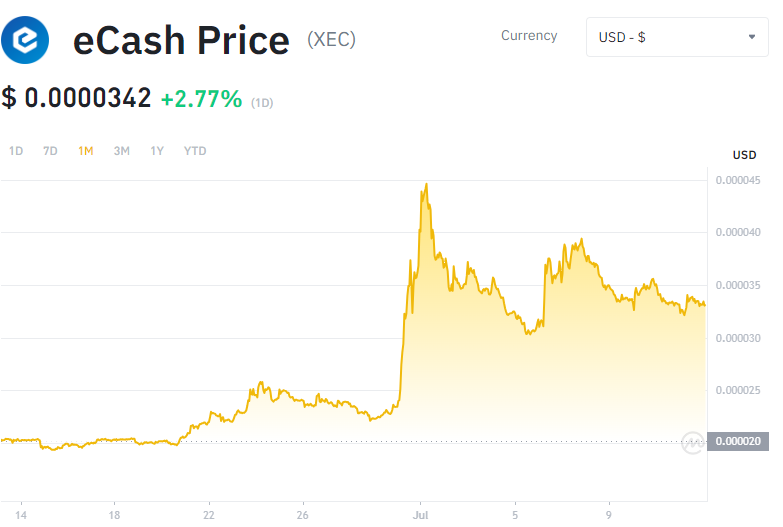 eCash Price (XEC)
Currency
USD - $
$ 0.0000342 +2.77% (1D)
1D 7D 1M 3M 1Y YTD
USD
0.000045
0.000040
0.000035
0.000030
0.000025
0.000020
14 18 22 26 Jul 5 9